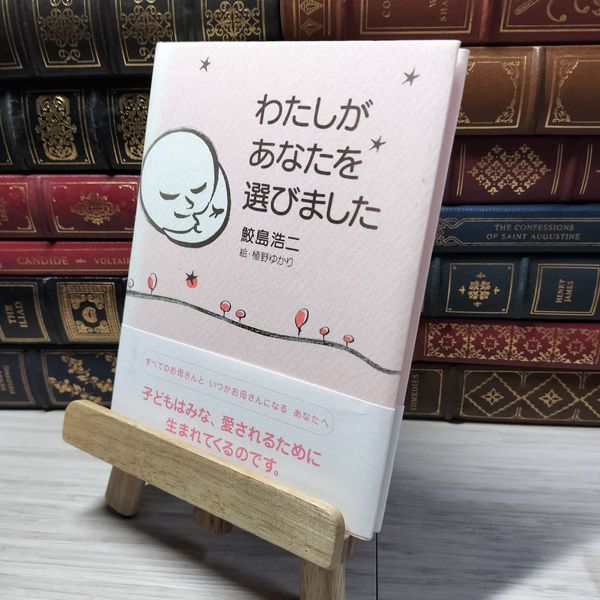 わたしが
あなたを
選びました
鮫島浩二
絵・植野ゆかり
すべてのお母さんと いつかお母さんになる あなたへ
子どもはみな、愛されるために
生まれてくるのです。
CANDIDE
VOLTAIRE
THE ILIAD
THE CONFESSIONS
OF SAINT AUGUSTINE
HENRY
JAMES
COMEDIES